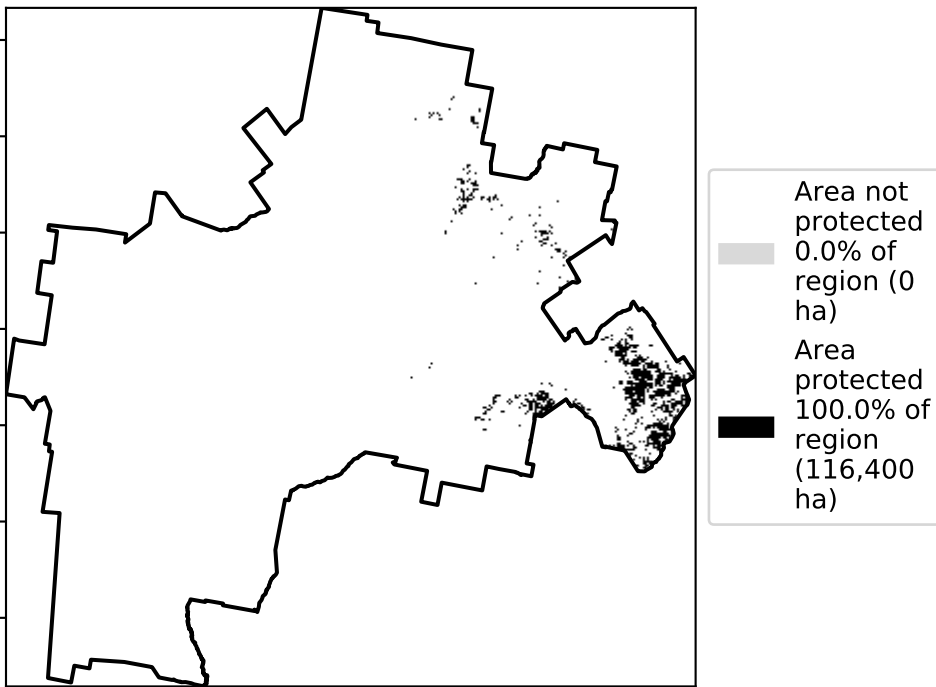 Area not
protected
0.0% of
region (0
ha)
Area
protected
100.0% of
region
(116,400
ha)